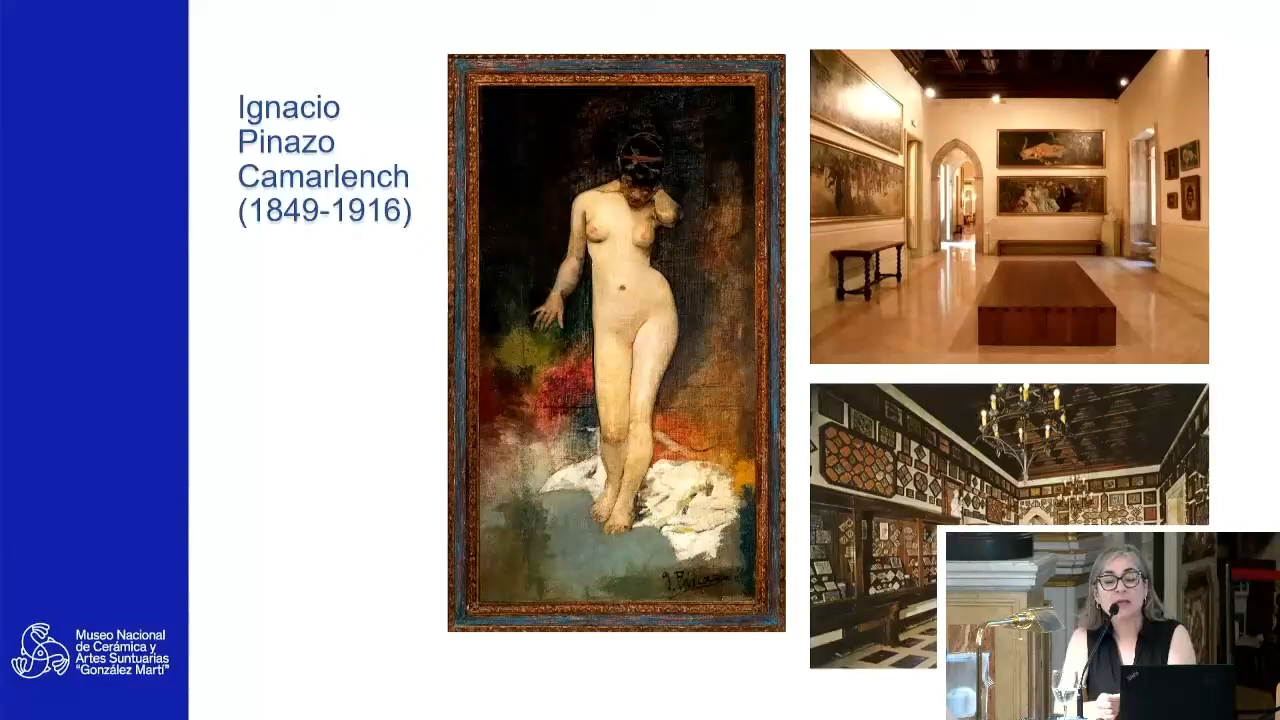 Ignacio
Pinazo
Camarlench
(1849-1916)
Museo Nacional
de Cerámica y
Artes Suntuarias
"González Martí"